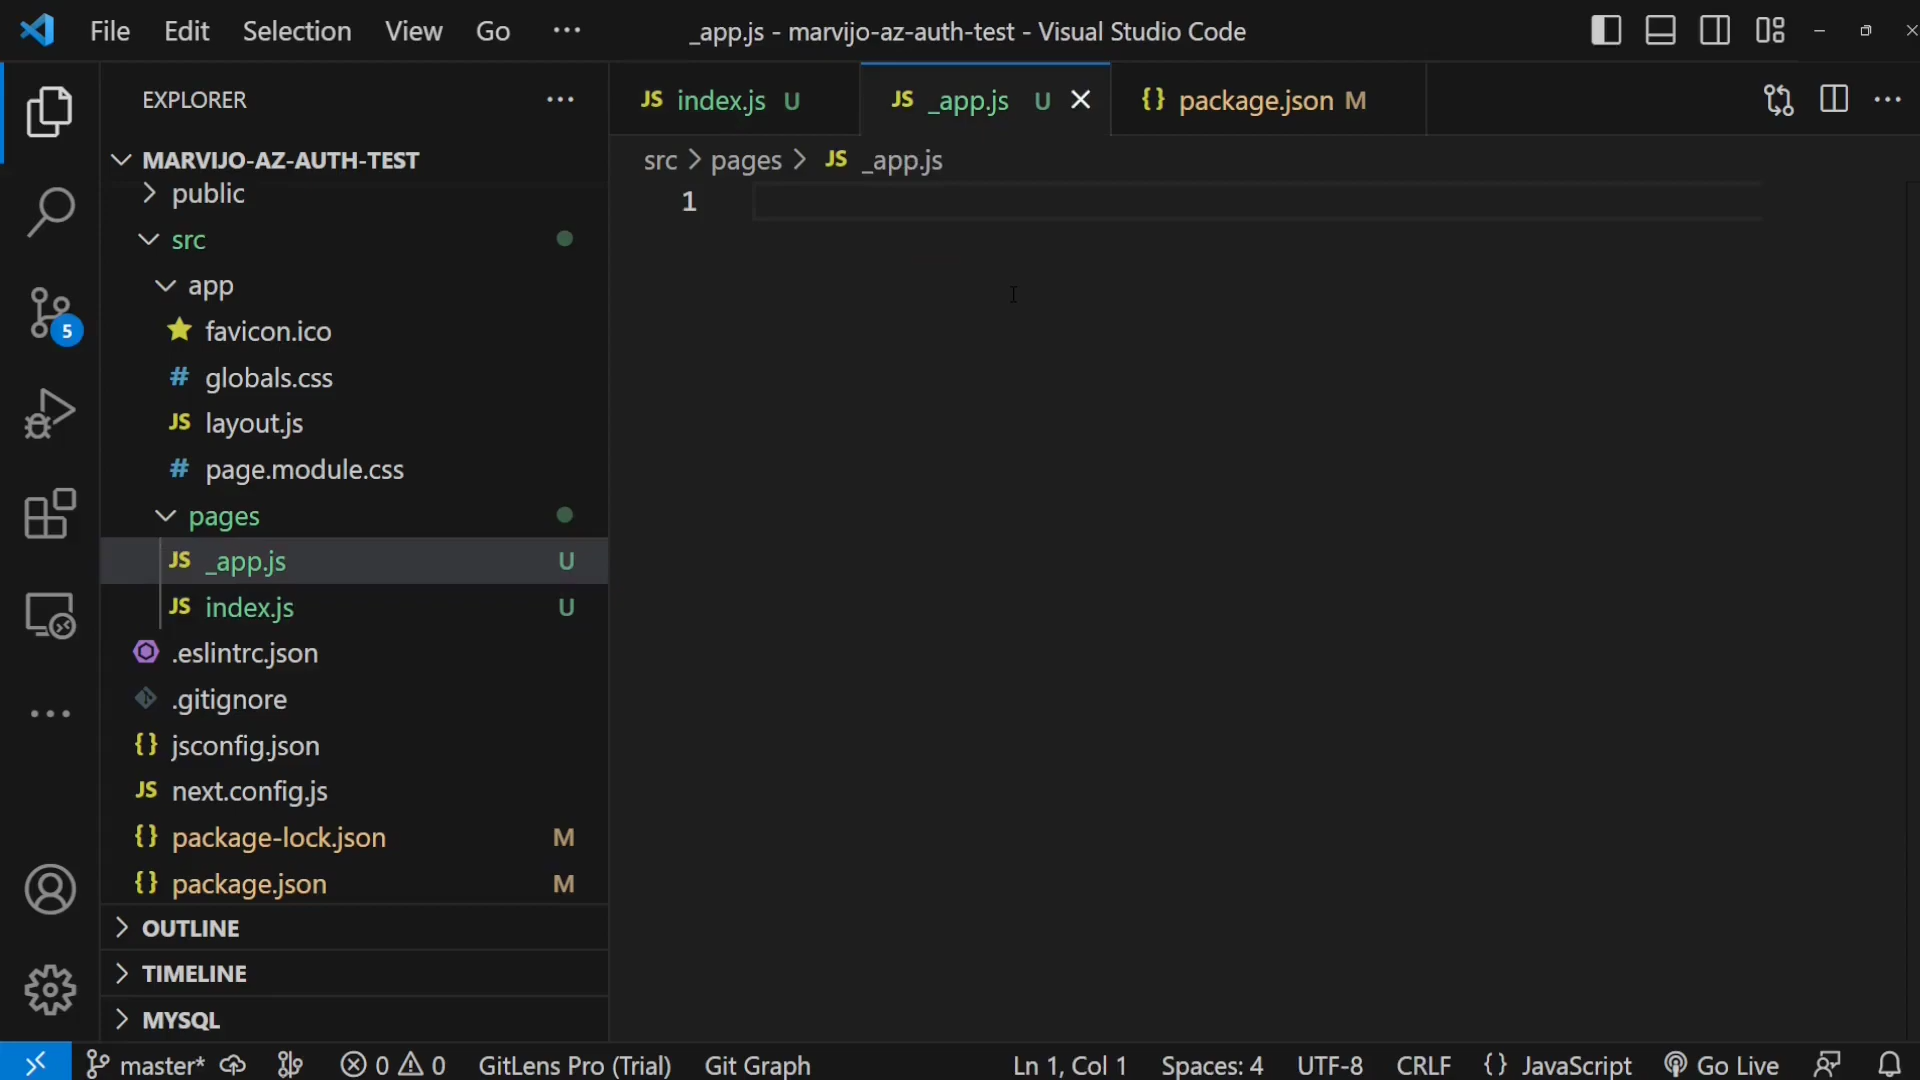 File Edit Selection View Go ··· _app.js - marvijo-az-auth-test - Visual Studio Code
EXPLORER ···
JS index.js U JS _app.js U {} package.json M ···
MARVIJO-AZ-AUTH-TEST
src > pages > JS _app.js
public
1
src
app
favicon.ico
# globals.css
JS layout.js
5
# page.module.css
pages
JS _app.js U
JS index.js U
.eslintrc.json
.gitignore
{} jsconfig.json
JS next.config.js
{} package-lock.json M
{} package.json M
OUTLINE
TIMELINE
MYSQL
master* 0 0 GitLens Pro (Trial) Git Graph Ln 1, Col 1 Spaces: 4 UTF-8 CRLF {} JavaScript Go Live